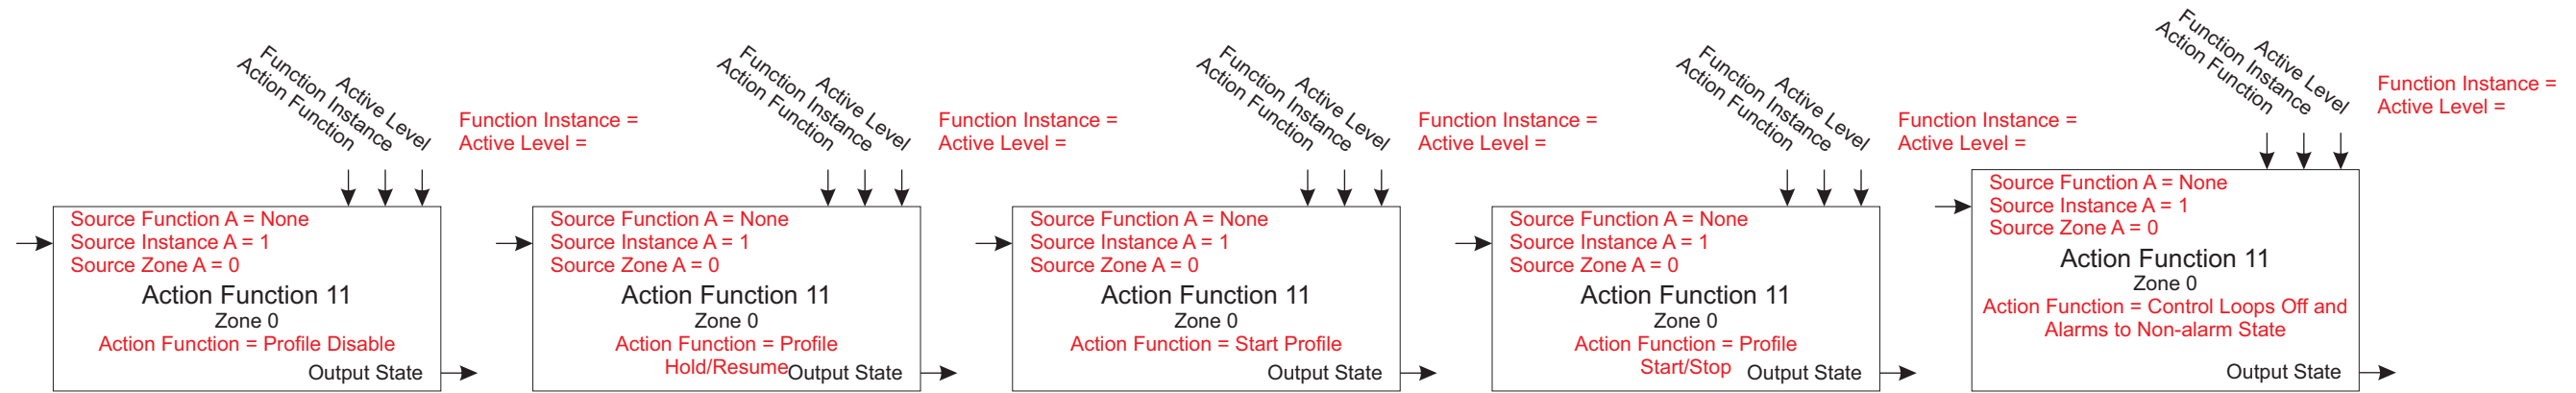 Function Instance
Action Function
Active Level
Function Instance =
Active Level =
Source Function A = None
Source Instance A = 1
Source Zone A = 0
Action Function 11
Zone 0
Action Function = Profile Disable
Output State
Function Instance
Action Function
Active Level
Function Instance =
Active Level =
Source Function A = None
Source Instance A = 1
Source Zone A = 0
Action Function 11
Zone 0
Action Function = Profile
Hold/Resume
Output State
Function Instance
Action Function
Active Level
Function Instance =
Active Level =
Source Function A = None
Source Instance A = 1
Source Zone A = 0
Action Function 11
Zone 0
Action Function = Start Profile
Output State
Function Instance
Action Function
Active Level
Function Instance =
Active Level =
Source Function A = None
Source Instance A = 1
Source Zone A = 0
Action Function 11
Zone 0
Action Function = Profile
Start/Stop
Output State
Function Instance
Action Function
Active Level
Function Instance =
Active Level =
Source Function A = None
Source Instance A = 1
Source Zone A = 0
Action Function 11
Zone 0
Action Function = Control Loops Off and
Alarms to Non-alarm State
Output State